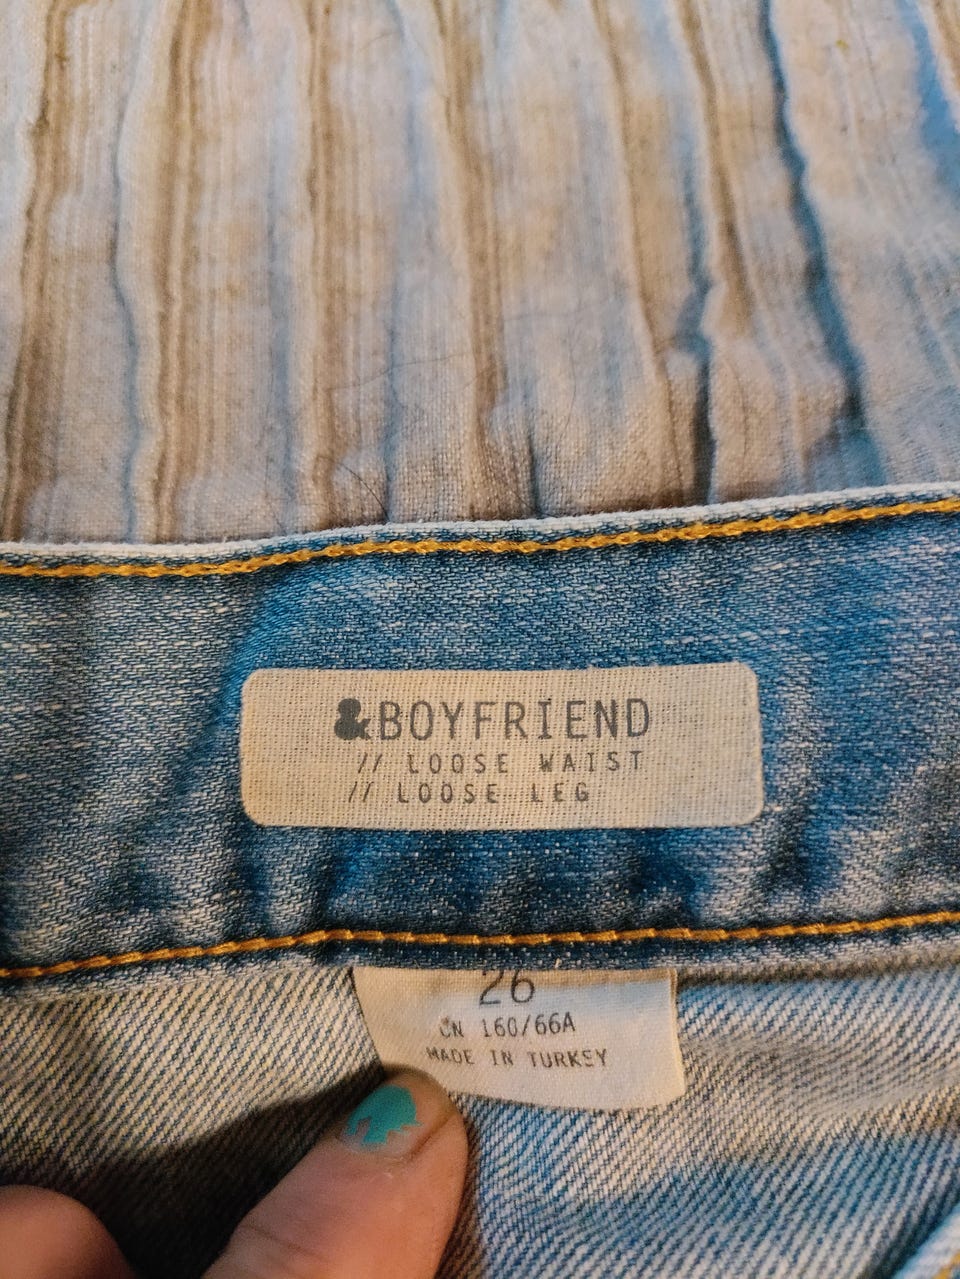 &BOYFRIEND
// LOOSE WAIST
// LOOSE LEG
26
CN 160/66A
MADE IN TURKEY